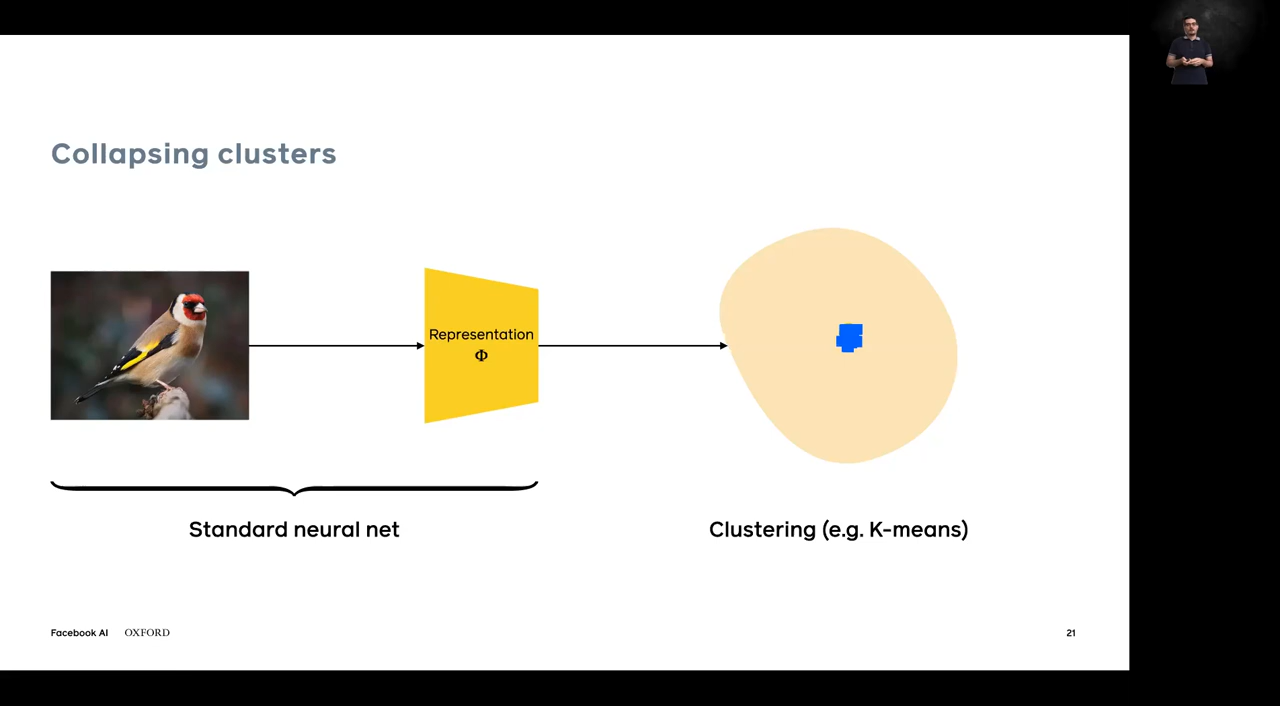 Collapsing clusters
Representation
Φ
Standard neural net
Clustering (e.g. K-means)
Facebook AI OXFORD
21